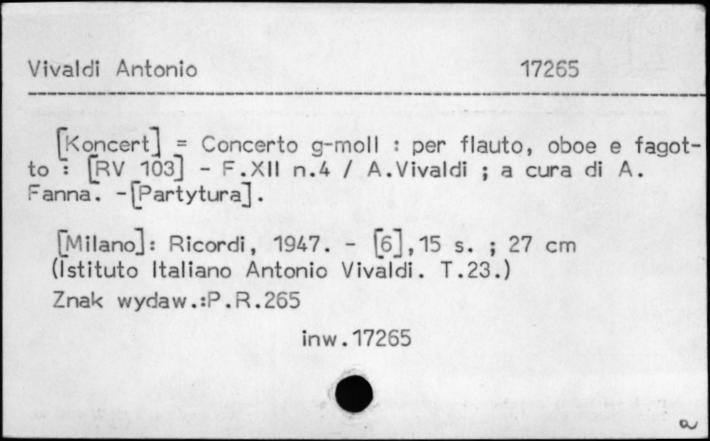 Vivaldi Antonio 17265
[Koncert] = Concerto g-moll : per flauto, oboe e fagot-
to : [RV 103] - F.XII n.4 / A.Vivaldi ; a cura di A.
Fanna. -[Partytura].
[Milano]: Ricordi, 1947. - [6],15 s. ; 27 cm
(Istituto Italiano Antonio Vivaldi. T.23.)
Znak wydaw.:P.R.265
inw.17265
a